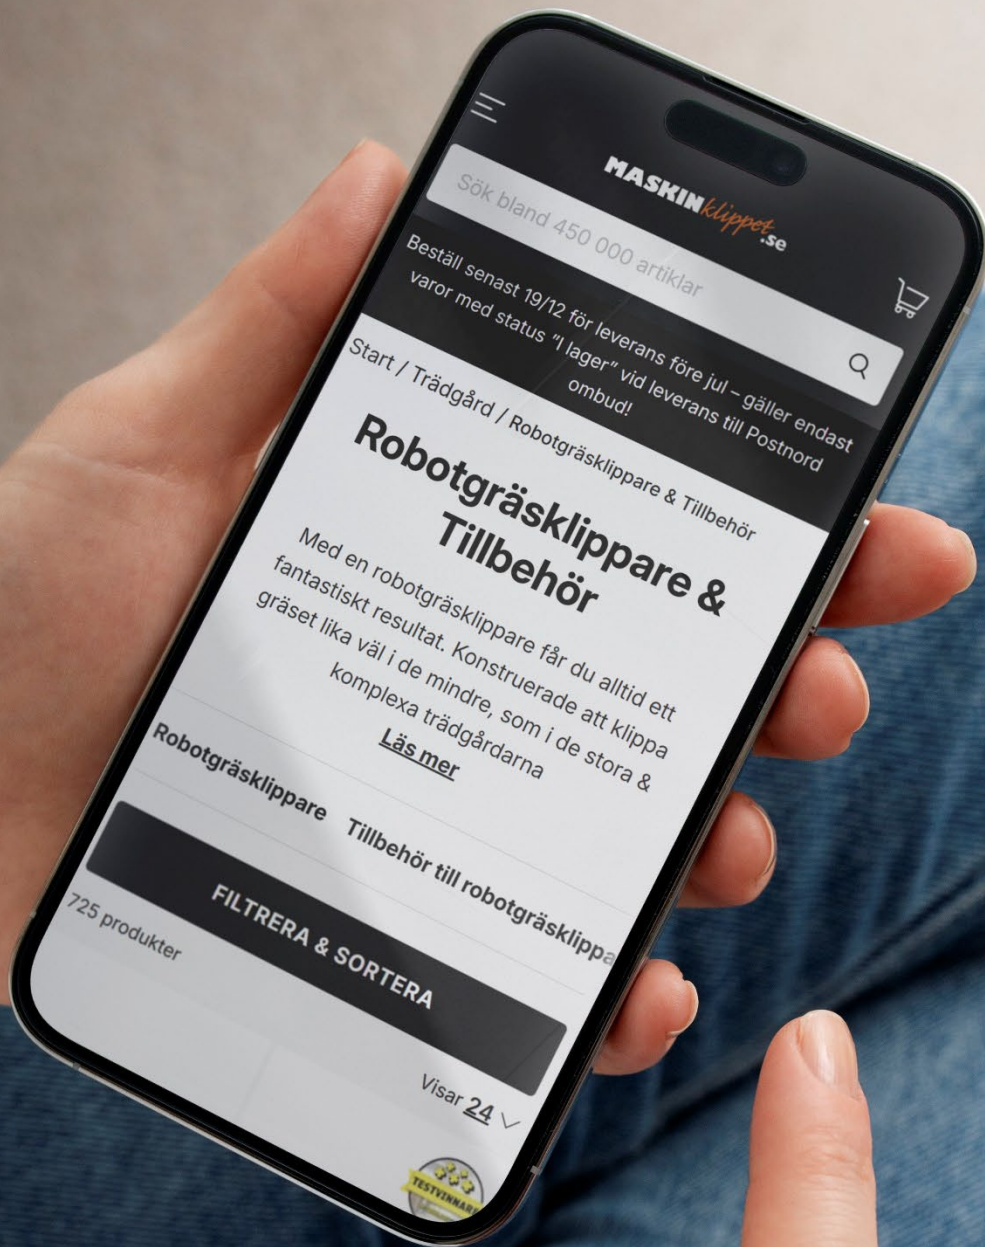 MASKINklippet.se
Sök bland 450 000 artiklar
Beställ senast 19/12 för leverans före jul – gäller endast
varor med status "I lager" vid leverans till Postnord
ombud!
Start / Trädgård / Robotgräsklippare & Tillbehör
Robotgräsklippare &
Tillbehör
Med en robotgräsklippare får du alltid ett
fantastiskt resultat. Konstruerade att klippa
gräset lika väl i de mindre, som i de stora &
komplexa trädgårdarna
Läs mer
Robotgräsklippare Tillbehör till robotgräsklippa
FILTRERA & SORTERA
725 produkter
Visar 24
TESTVINNARE